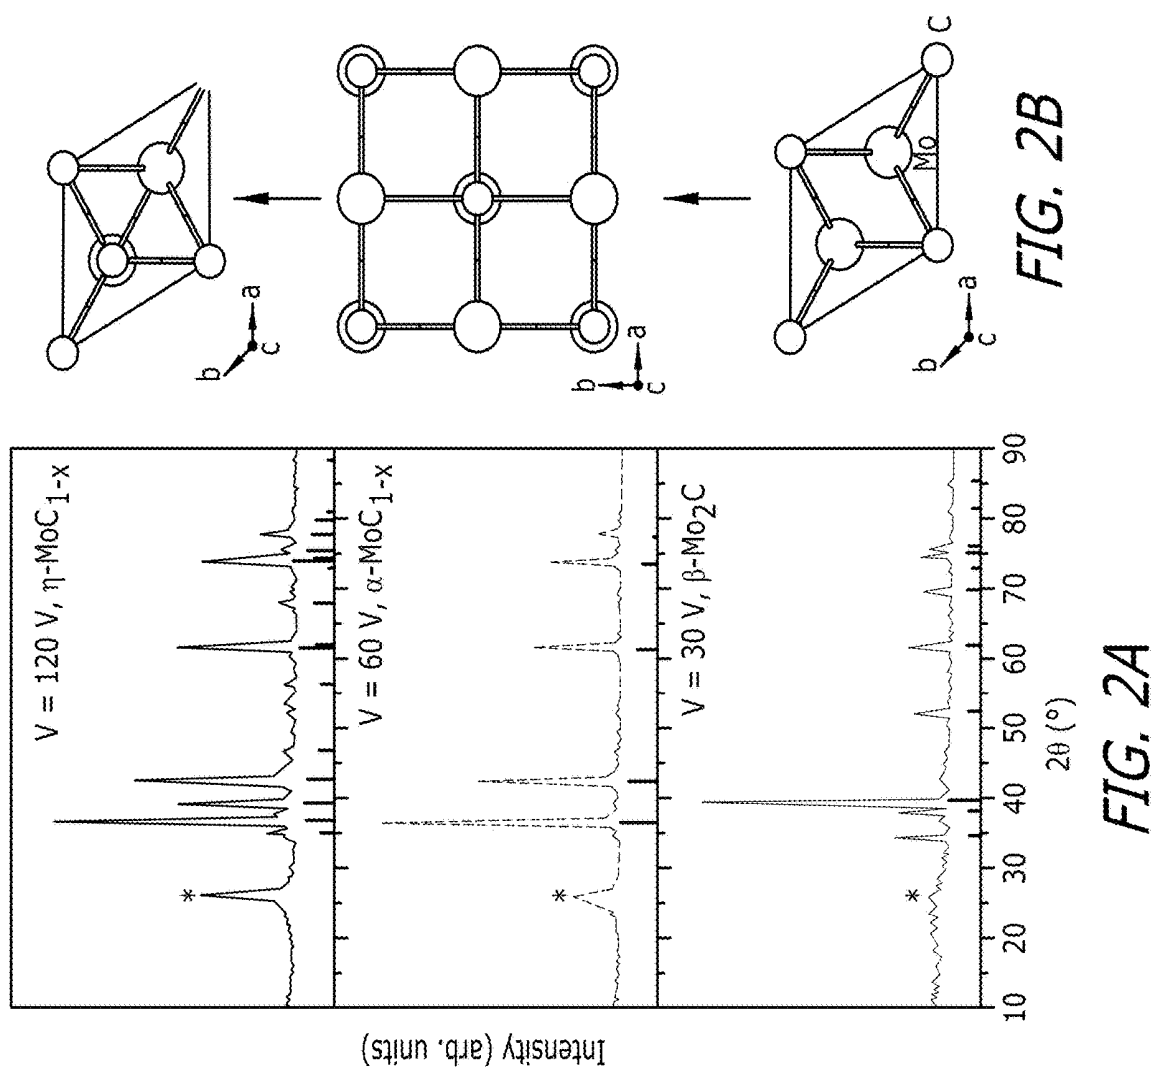 V = 120 V, η-MoC1-x
*
V = 60 V, α-MoC1-x
*
V = 30 V, β-Mo2C
*
10 20 30 40 50 60 70 80 90
2θ (°)
Intensity (arb. units)
FIG. 2A
b
c
a
b
c
a
b
c
a
Mo
C
FIG. 2B